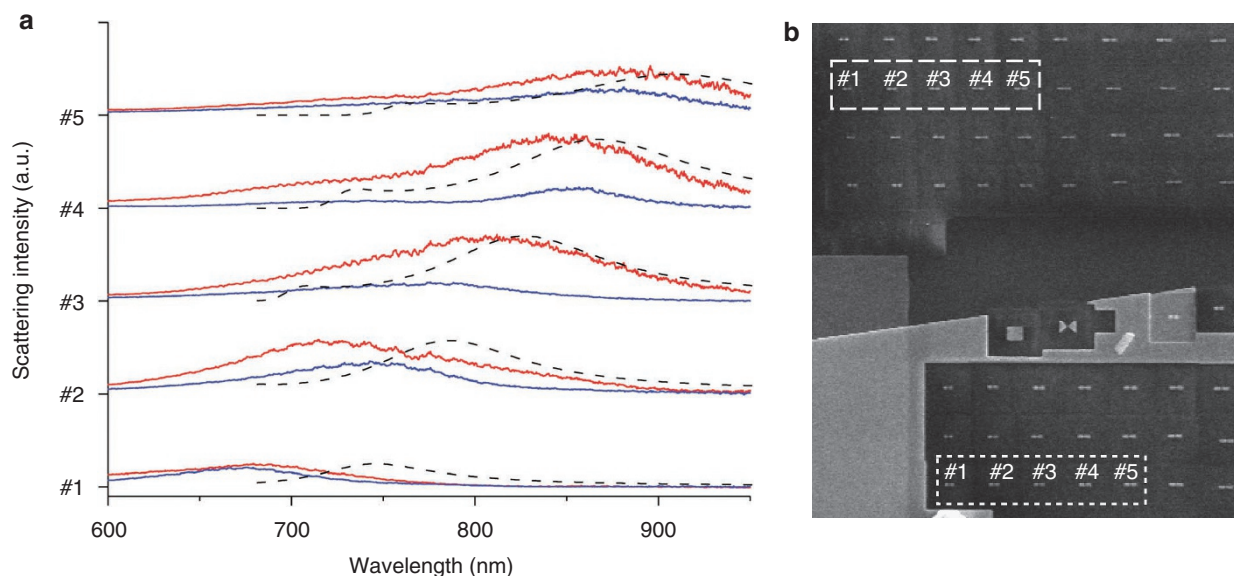 a
Scattering intensity (a.u.)
#5
#4
#3
#2
#1
600
700
800
900
Wavelength (nm)
b
#1 #2 #3 #4 #5
#1 #2 #3 #4 #5